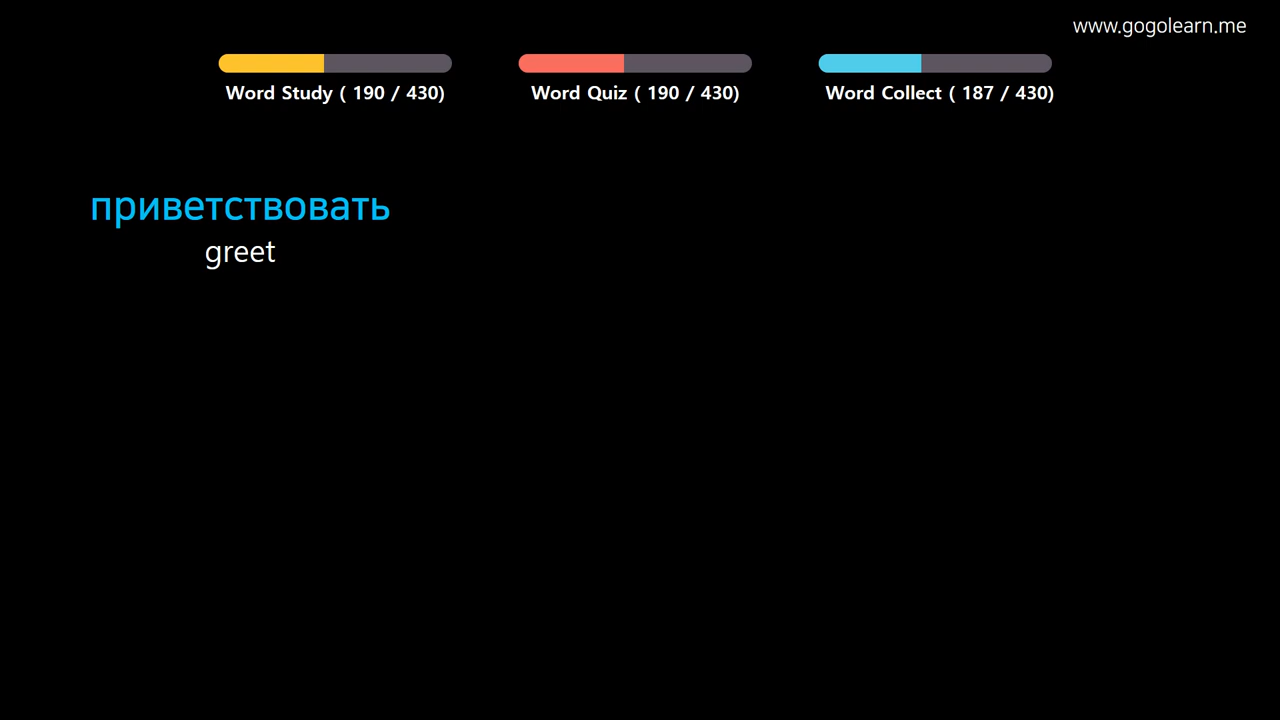 www.gogolearn.me
Word Study ( 190 / 430)
Word Quiz ( 190 / 430)
Word Collect ( 187 / 430)
приветствовать
greet